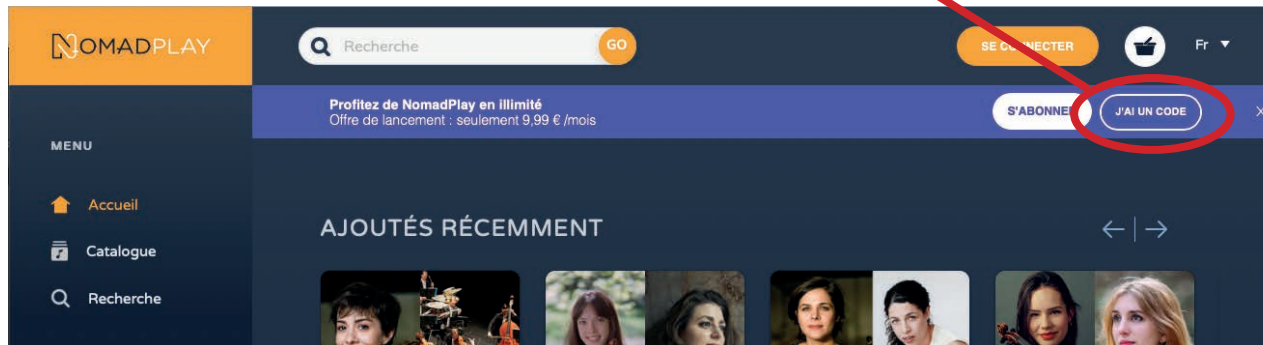 NOMADPLAY
Recherche
GO
SE CONNECTER
Fr
Profitez de NomadPlay en illimité
Offre de lancement : seulement 9,99 € /mois
S'ABONNER
J'AI UN CODE
MENU
Accueil
Catalogue
Recherche
AJOUTÉS RÉCEMMENT